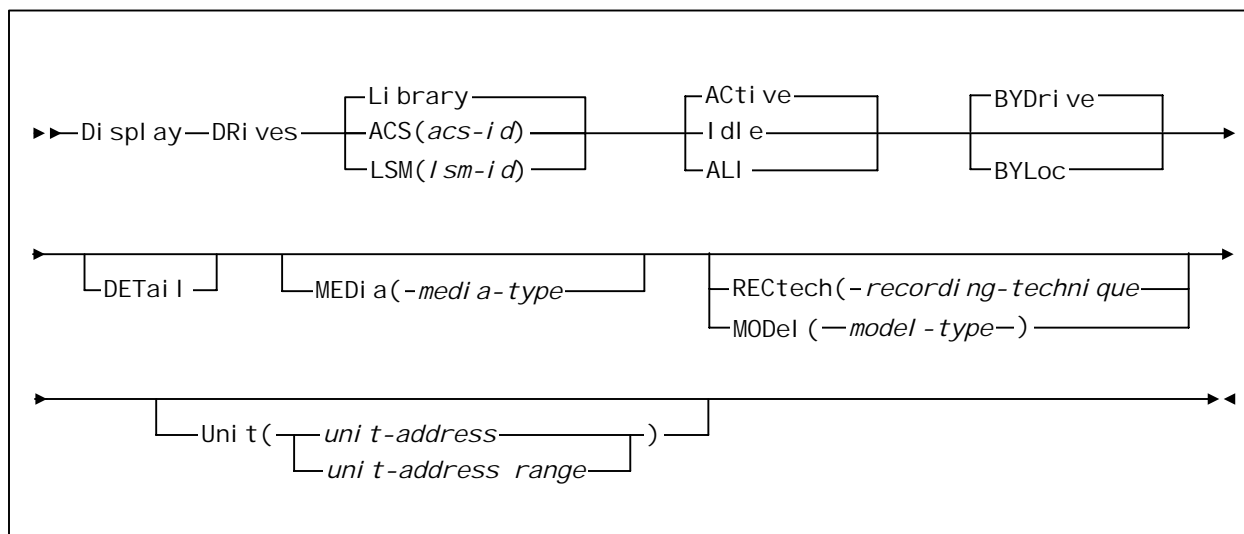 Library
ACtive
BYDrive
Display DRives ACS(acs-id) Idle
LSM(lsm-id) ALl BYLoc
DETail MEDia(-media-type RECtech(-recording-technique
MODel(-model-type-)
Unit( unit-address )
unit-address range